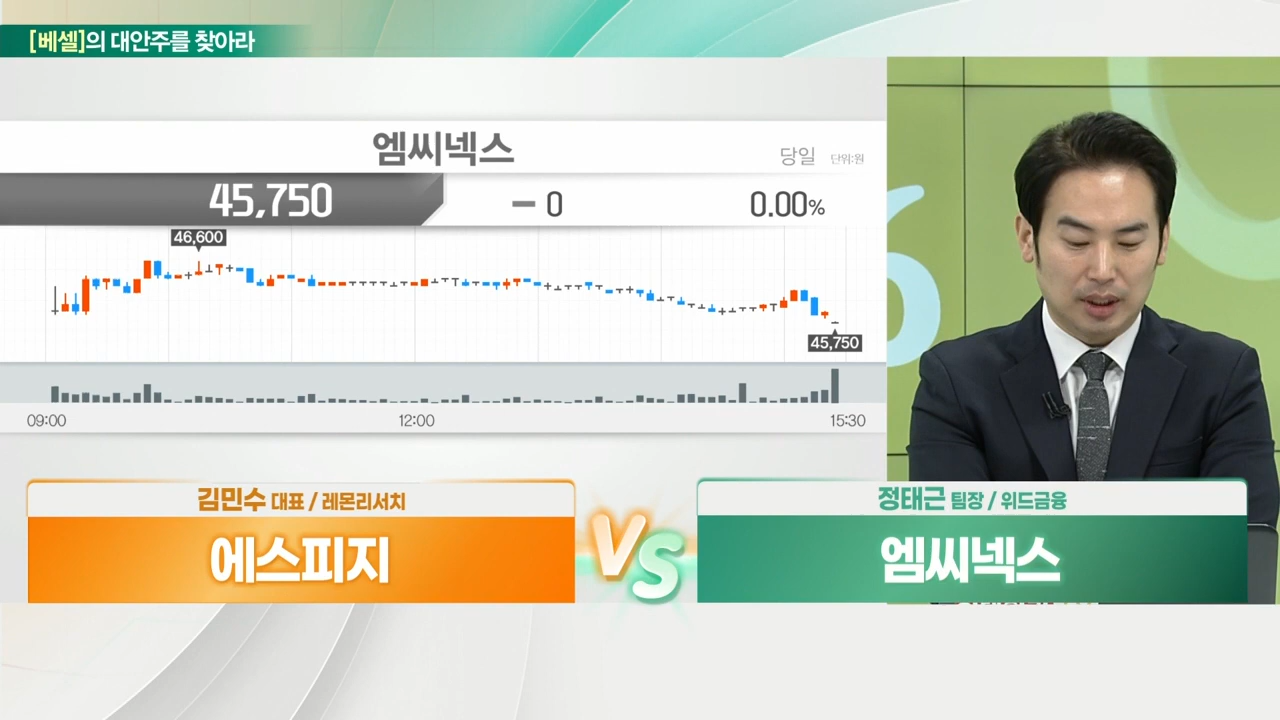 [베셀]의 대안주를 찾아라
엠씨넥스
당일 단위:원
45,750 0 0.00%
46,600
45,750
09:00 12:00 15:30
김민수 대표 / 레몬리서치
에스피지
VS
정태근 팀장 / 위드금융
엠씨넥스